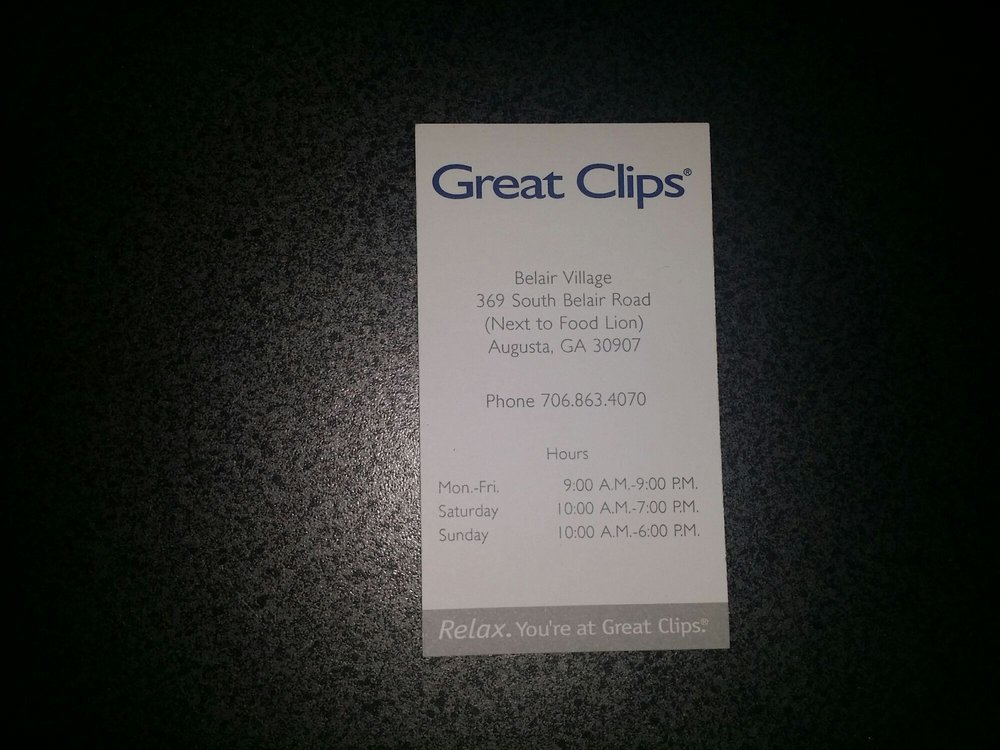 Great Clips®
Belair Village
369 South Belair Road
(Next to Food Lion)
Augusta, GA 30907
Phone 706.863.4070
Hours
Mon.-Fri. 9:00 A.M.-9:00 P.M.
Saturday 10:00 A.M.-7:00 P.M.
Sunday 10:00 A.M.-6:00 P.M.
Relax. You're at Great Clips.®